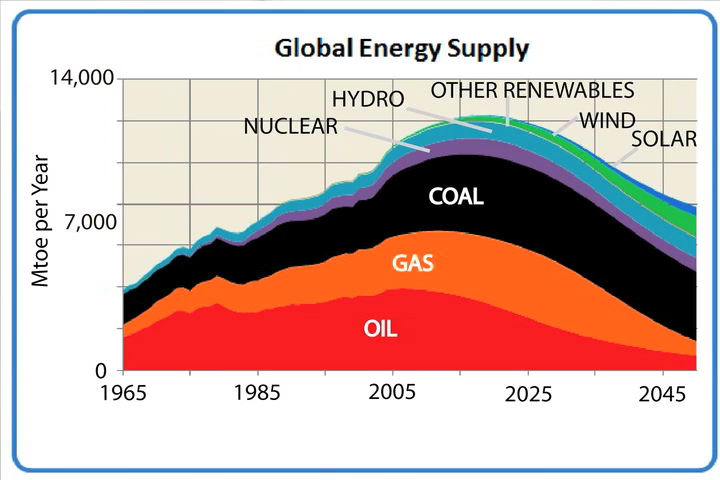 Global Energy Supply
14,000
7,000
0
Mtoe per Year
HYDRO
OTHER RENEWABLES
NUCLEAR
WIND
SOLAR
COAL
GAS
OIL
1965
1985
2005
2025
2045